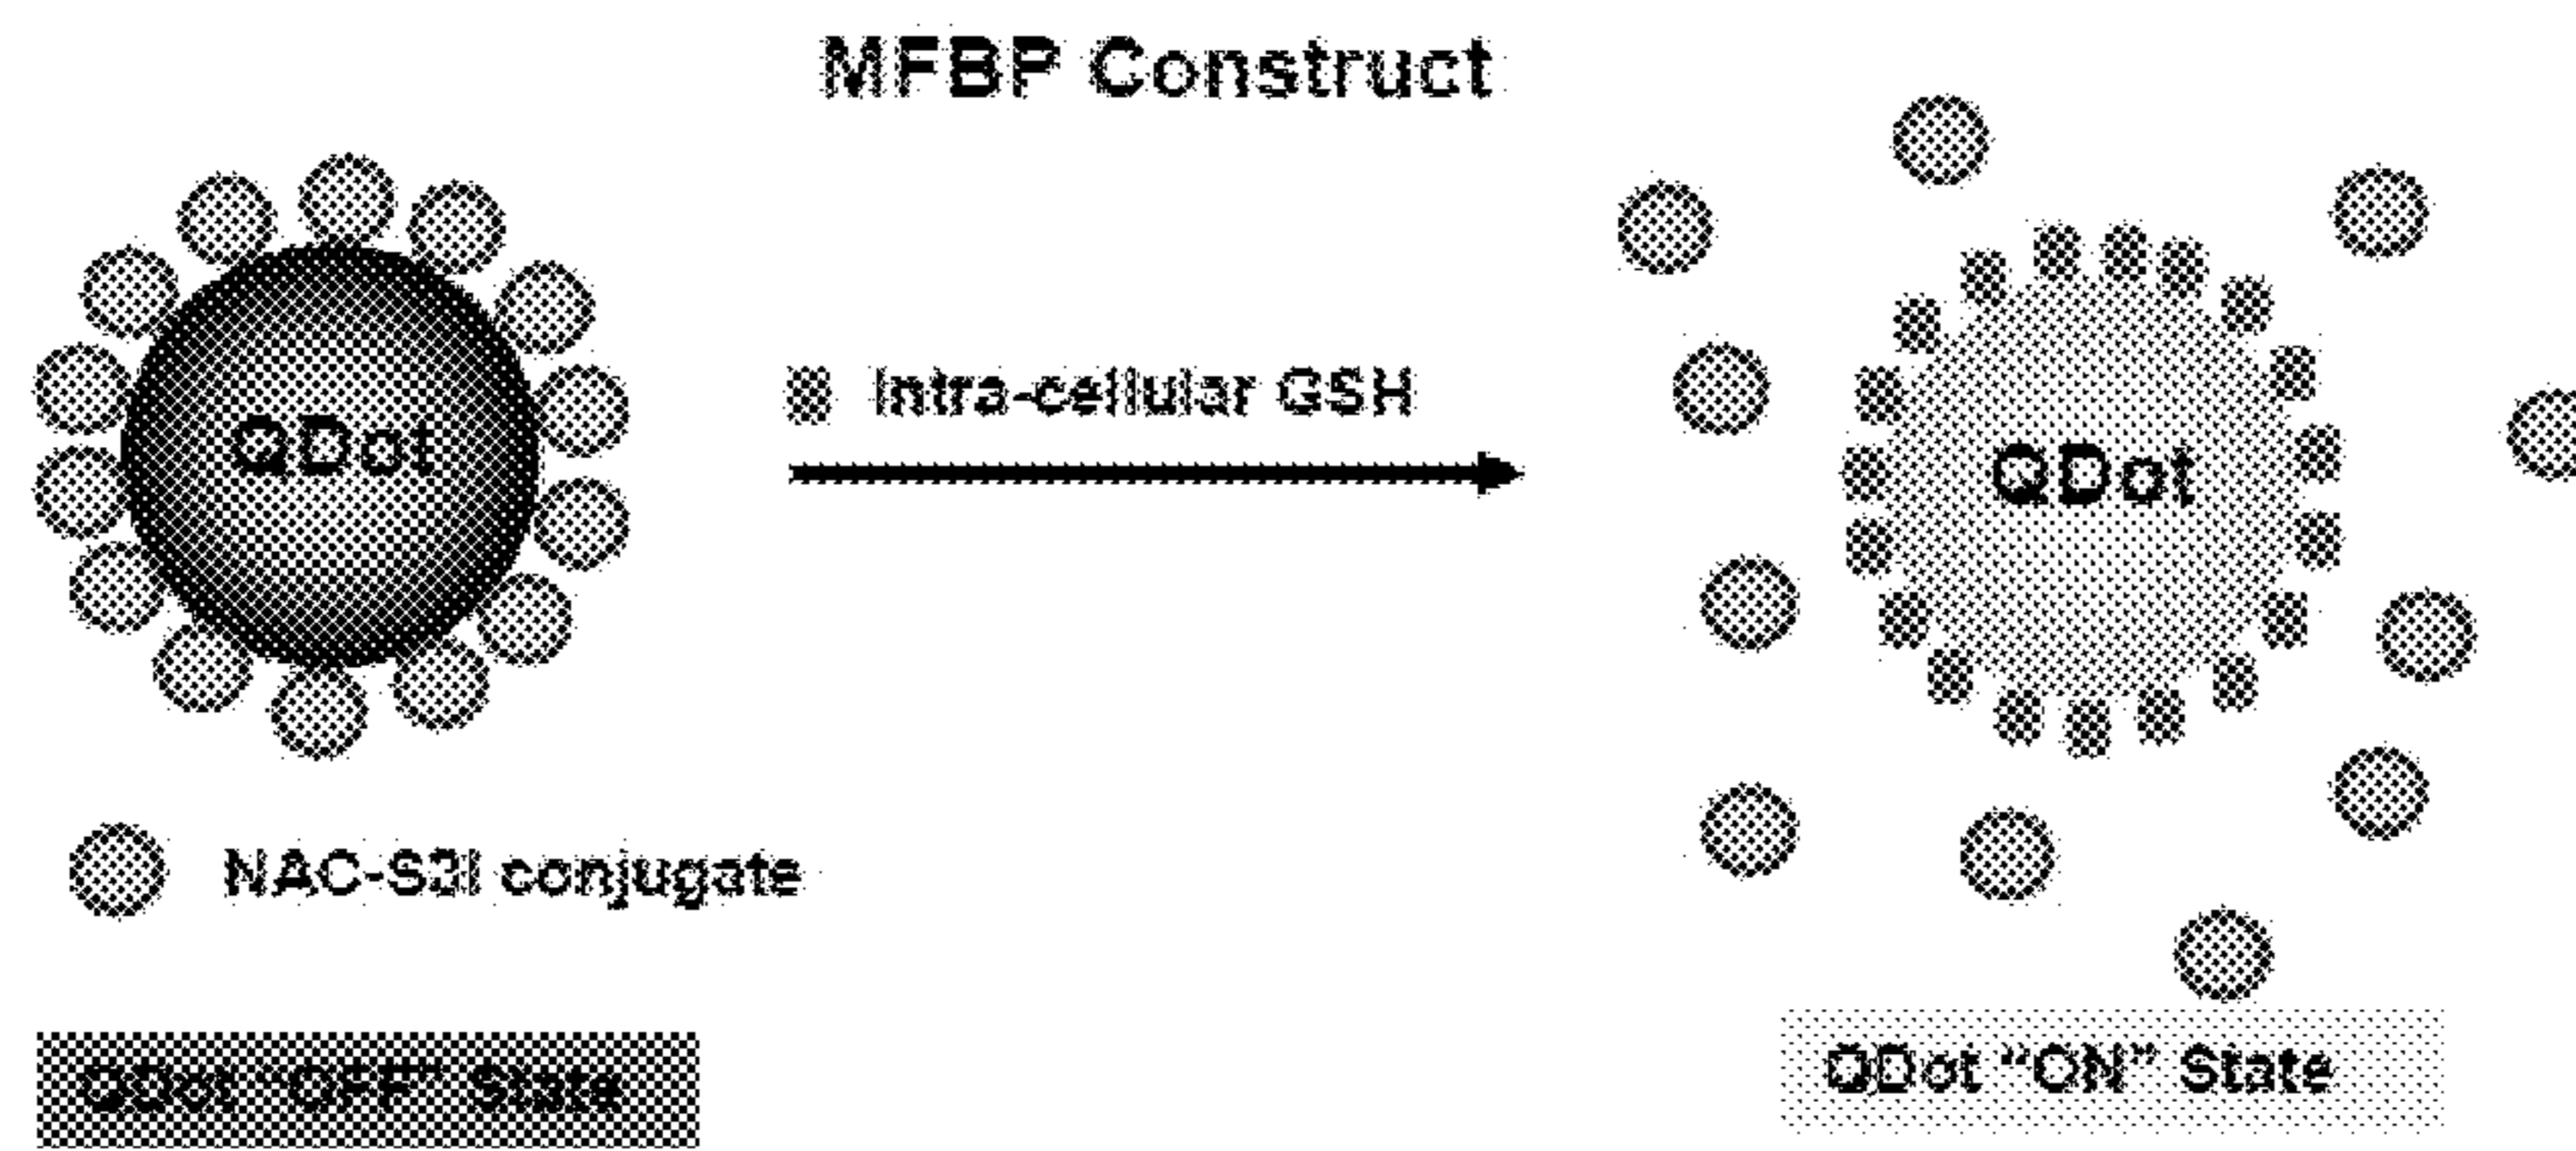 MFBP Construct
QDot
Intra-cellular GSH
QDot
NAC-S3I conjugate
QDot "OFF" State
QDot “ON” State